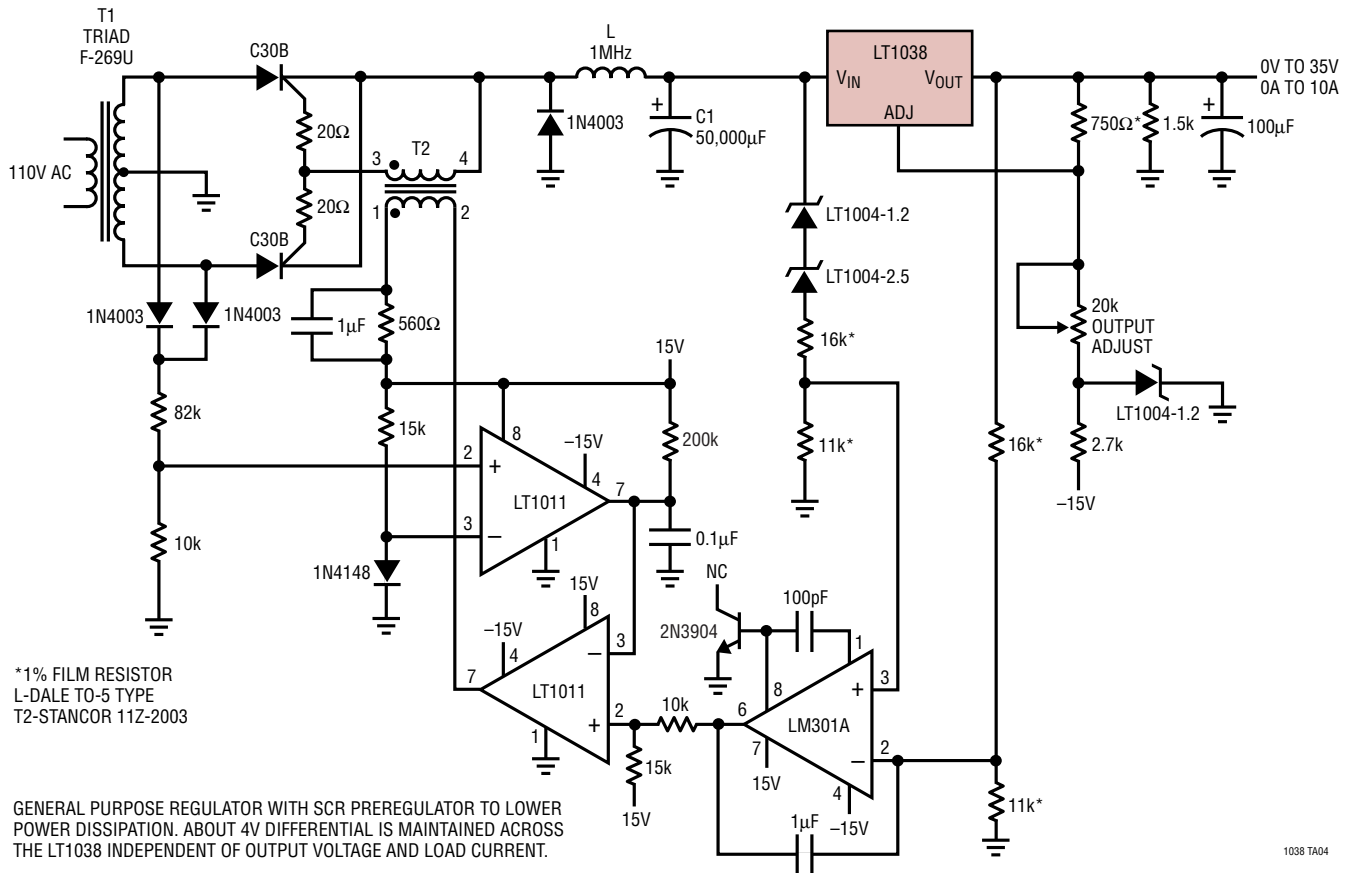 T1
TRIAD
F-269U
C30B
L
1MHz
LT1038
VIN
VOUT
ADJ
0V TO 35V
0A TO 10A
20Ω
1N4003
+
C1
50,000µF
750Ω*
1.5k
+
100µF
T2
3
4
110V AC
20Ω
1
2
LT1004-1.2
C30B
LT1004-2.5
1N4003
1N4003
1µF
560Ω
20k
OUTPUT
ADJUST
16k*
15V
LT1004-1.2
82k
15k
8
–15V
4
200k
11k*
16k*
2.7k
–15V
2
+
LT1011
7
3
–
1
0.1µF
10k
1N4148
15V
8
NC
100pF
–15V
4
3
–
2N3904
1
*1% FILM RESISTOR
L-DALE TO-5 TYPE
T2-STANCOR 11Z-2003
7
LT1011
8
+
3
2
+
10k
6
LM301A
1
7
15V
–
2
15k
15V
4
–15V
11k*
1µF
GENERAL PURPOSE REGULATOR WITH SCR PREREGULATOR TO LOWER
POWER DISSIPATION. ABOUT 4V DIFFERENTIAL IS MAINTAINED ACROSS
THE LT1038 INDEPENDENT OF OUTPUT VOLTAGE AND LOAD CURRENT.
1038 TA04